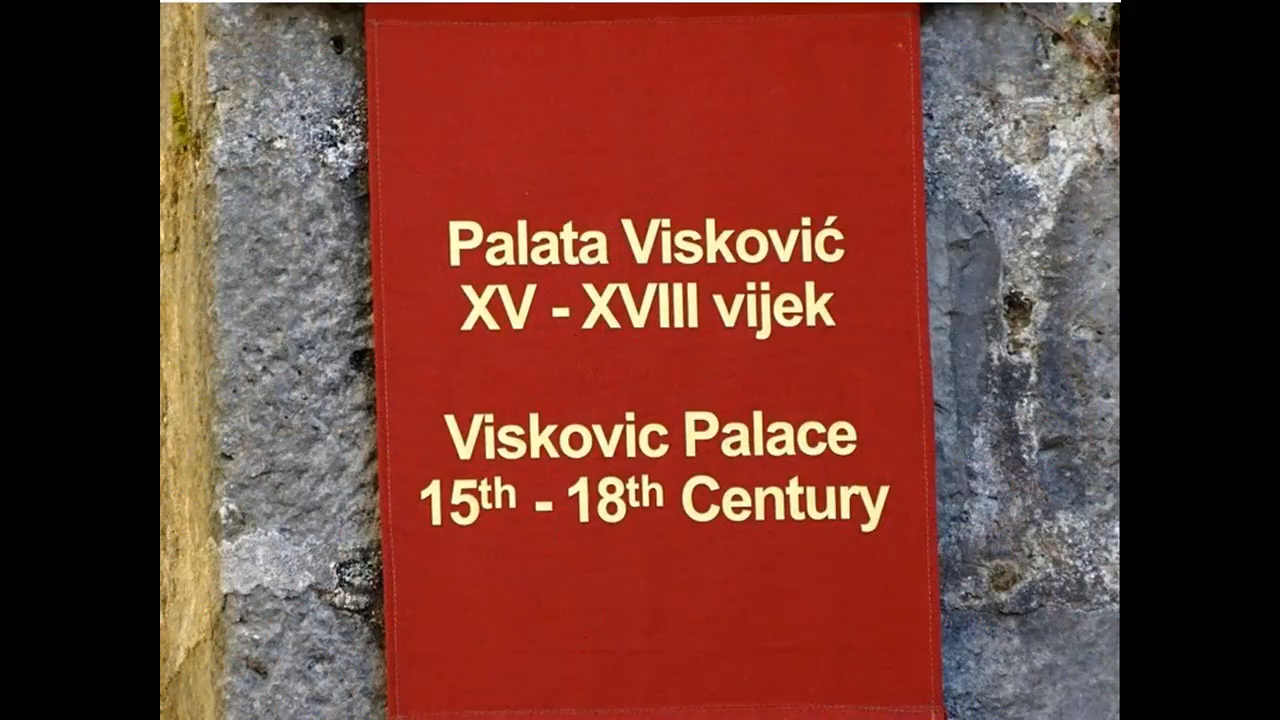 Palata Visković
XV - XVIII vijek
Viskovic Palace
15th - 18th Century